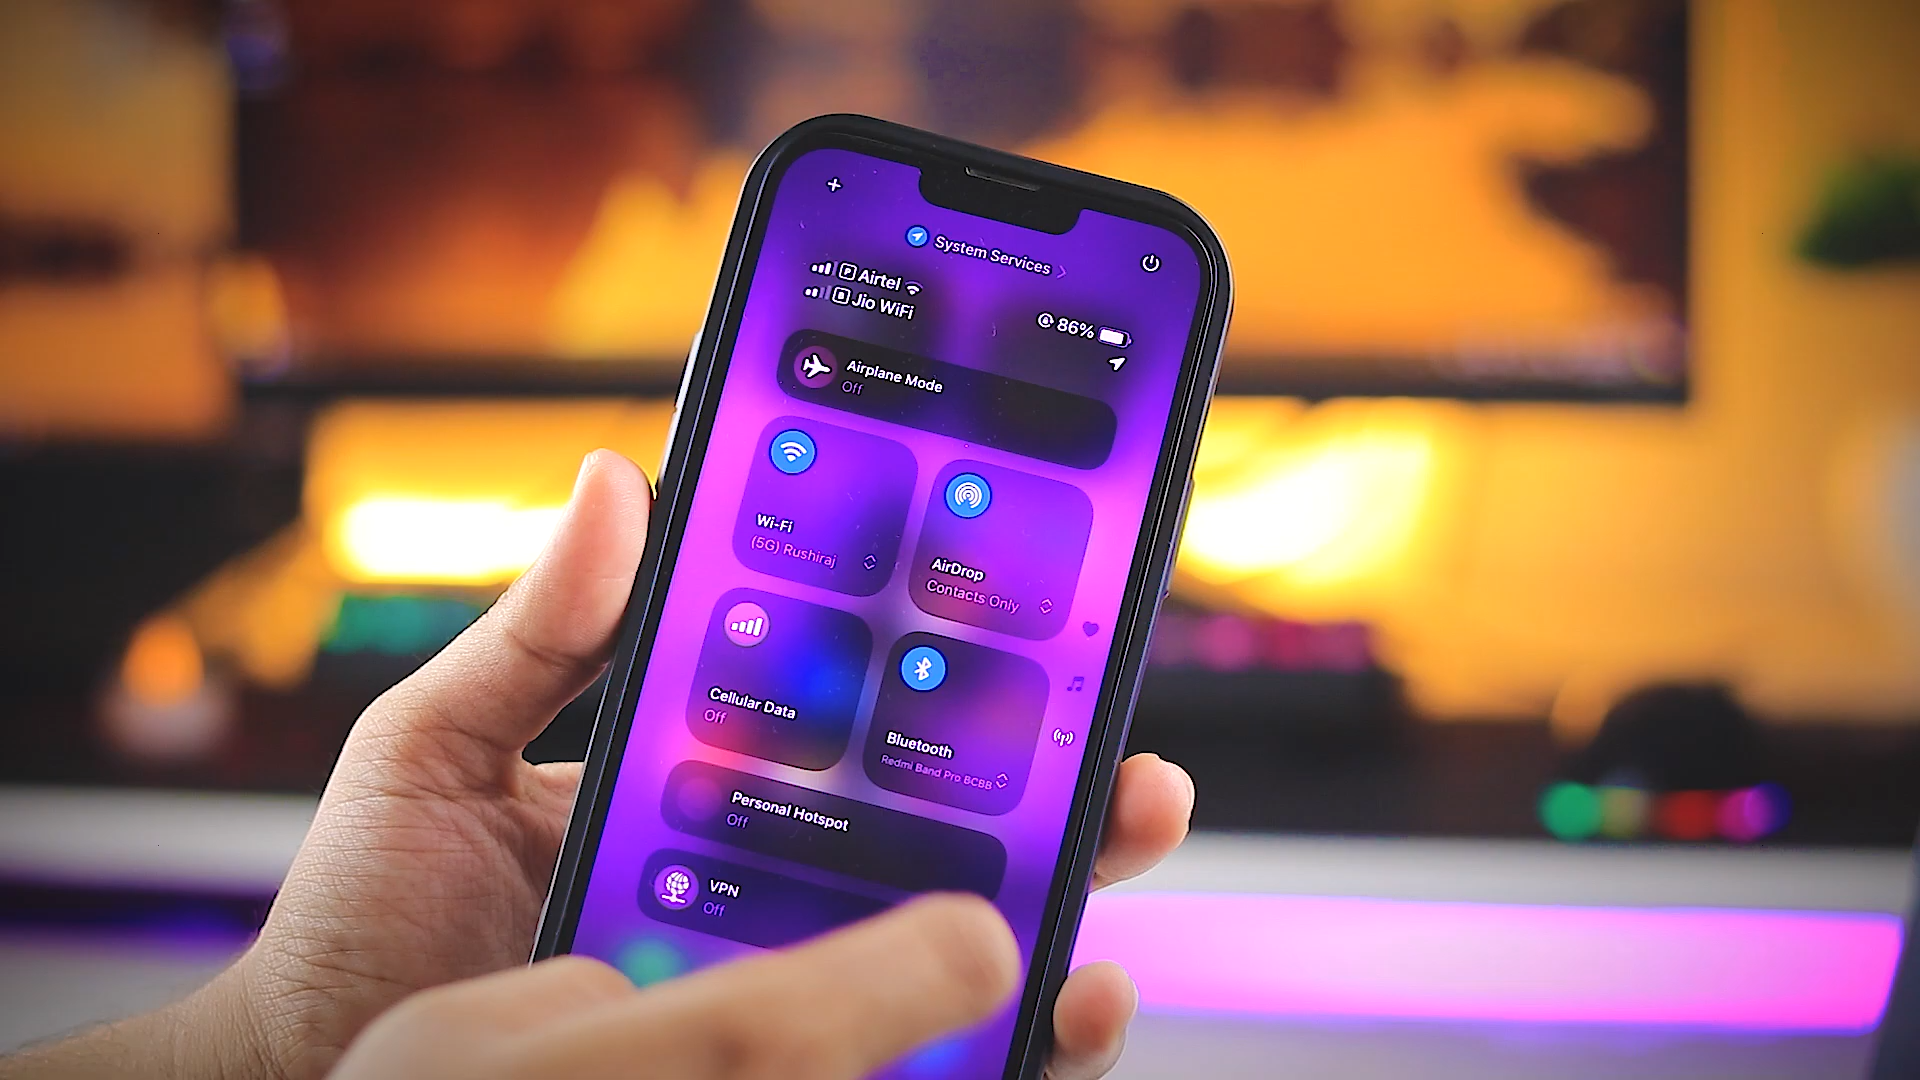 System Services
P Airtel
B Jio WiFi
86%
Airplane Mode
Off
Wi-Fi
(5G) Rushiraj
AirDrop
Contacts Only
Cellular Data
Off
Bluetooth
Redmi Band Pro BCBB
Personal Hotspot
Off
VPN
Off